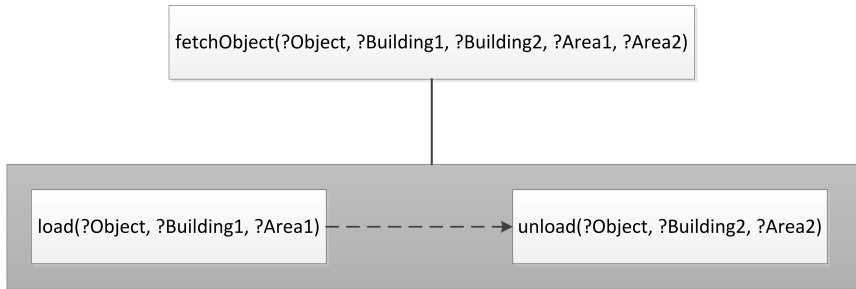 fetchObject(?Object, ?Building1, ?Building2, ?Area1, ?Area2)
load(?Object, ?Building1, ?Area1)
unload(?Object, ?Building2, ?Area2)